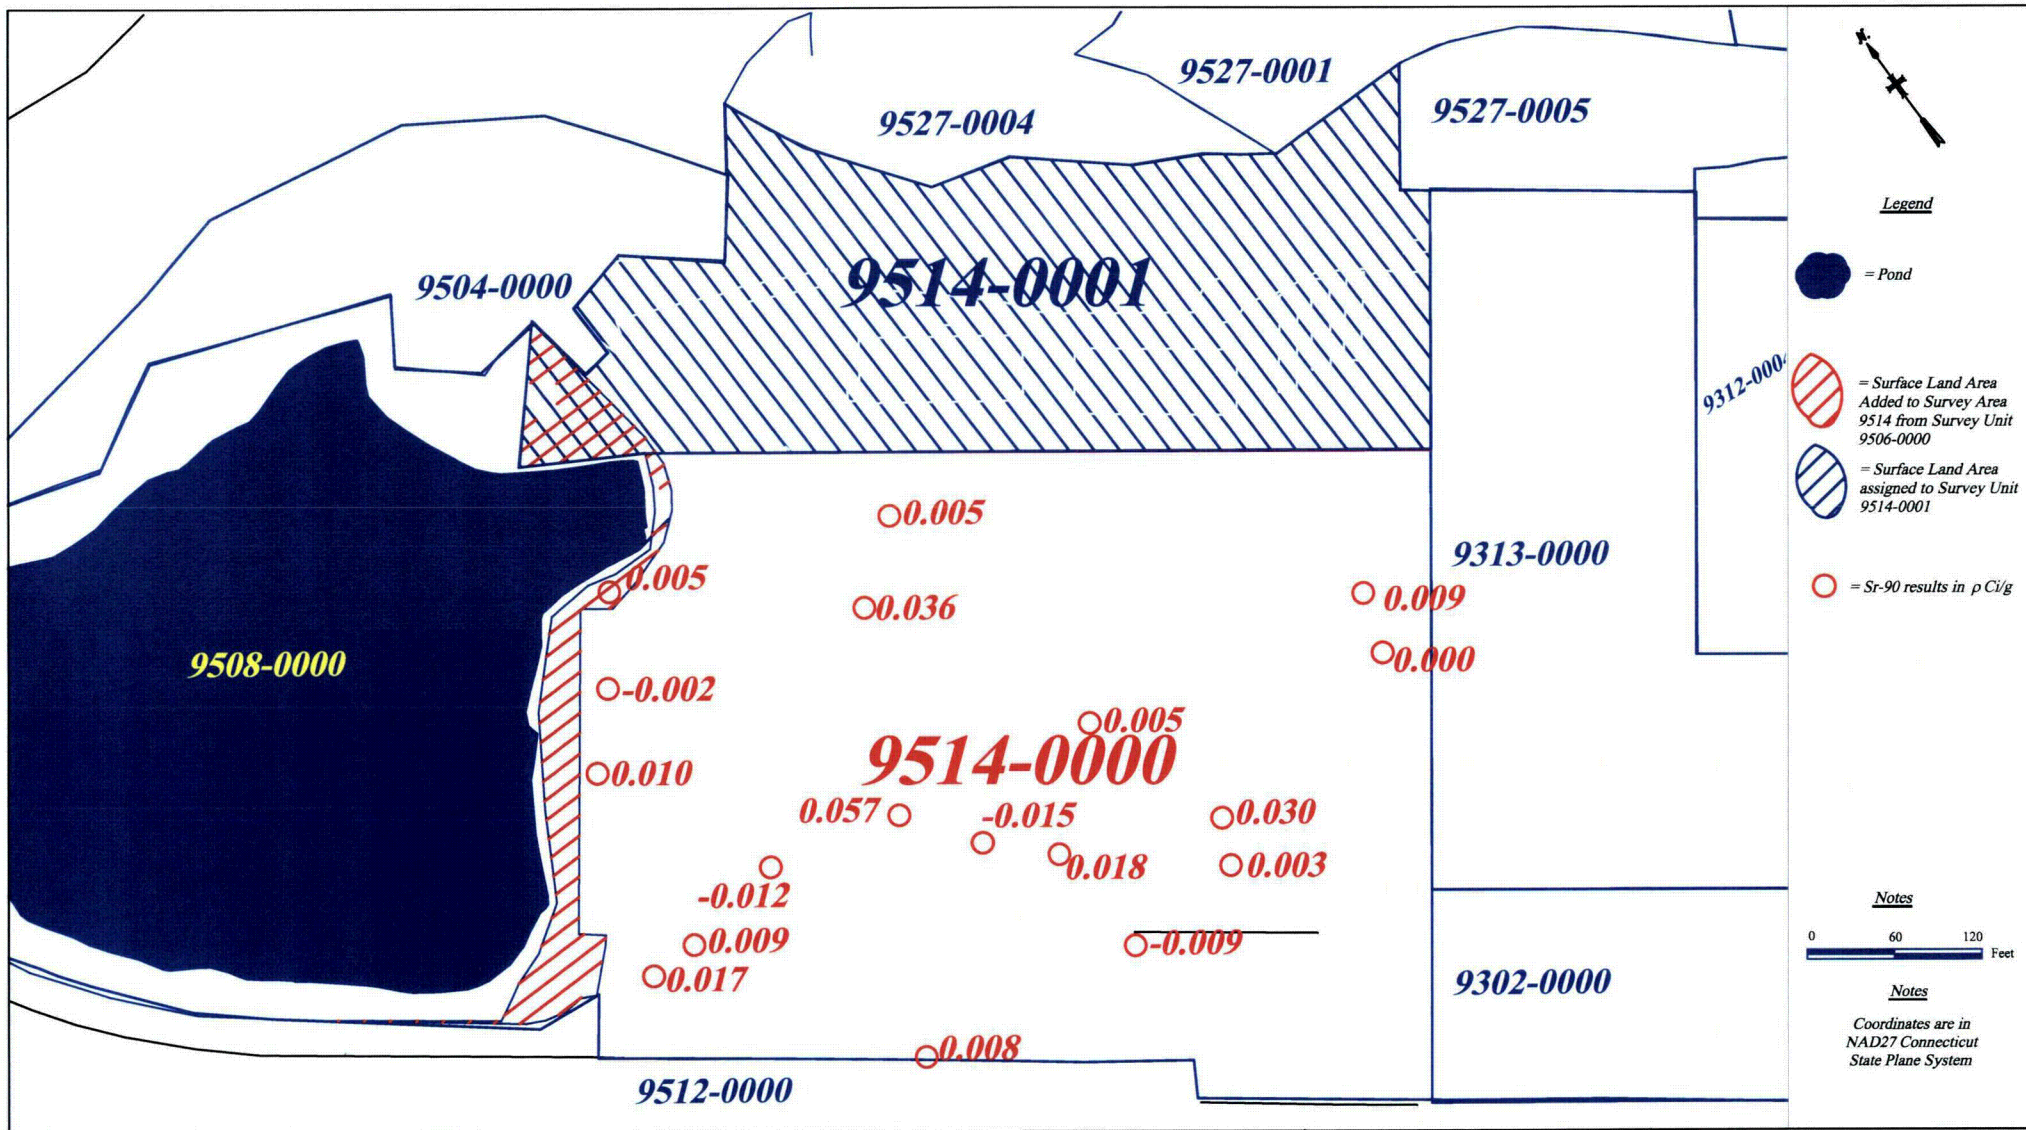 9527-0001
9527-0004
9527-0005
9504-0000
9514-0001
9312-0004
9313-0000
0.005
0.005
0.036
0.009
0.000
9508-0000
-0.002
0.005
9514-0000
0.010
0.057
-0.015
0.030
0.018
0.003
-0.012
0.009
-0.009
0.017
9302-0000
0.008
9512-0000
N.
Legend
= Pond
= Surface Land Area
Added to Survey Area
9514 from Survey Unit
9506-0000
= Surface Land Area
assigned to Survey Unit
9514-0001
= Sr-90 results in ρ Ci/g
Notes
0 60 120
Feet
Notes
Coordinates are in
NAD27 Connecticut
State Plane System